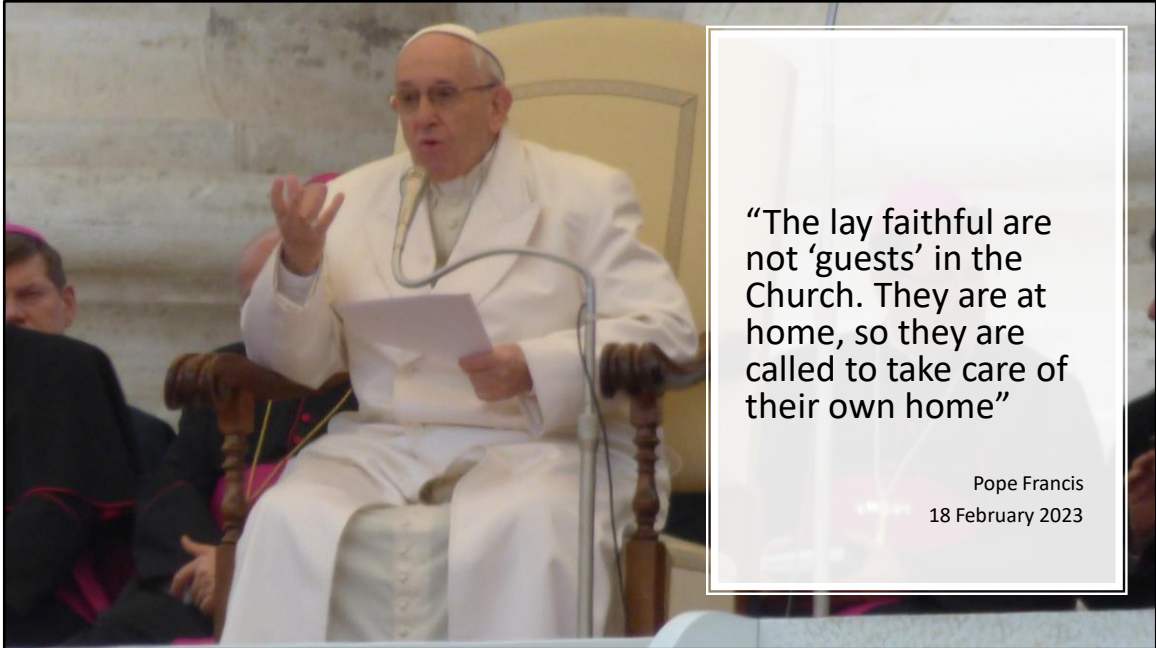 “The lay faithful are
not ‘guests’ in the
Church. They are at
home, so they are
called to take care of
their own home”
Pope Francis
18 February 2023